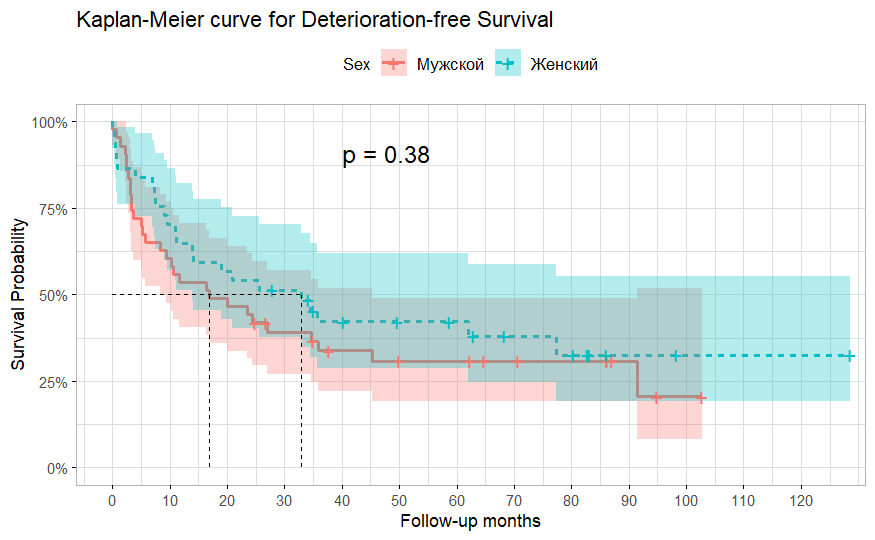 Kaplan-Meier curve for Deterioration-free Survival
Sex Мужской Женский
p = 0.38
Survival Probability
100%
75%
50%
25%
0%
0 10 20 30 40 50 60 70 80 90 100 110 120
Follow-up months